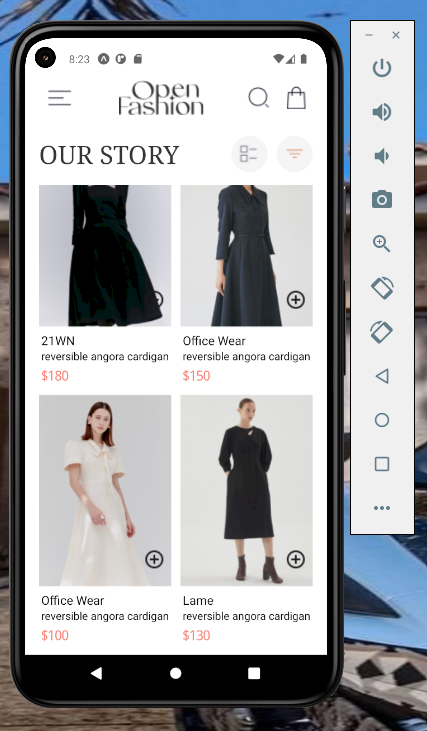 8:23
Open
Fashion
OUR STORY
21WN
reversible angora cardigan
$180
Office Wear
reversible angora cardigan
$150
Office Wear
reversible angora cardigan
$100
Lame
reversible angora cardigan
$130